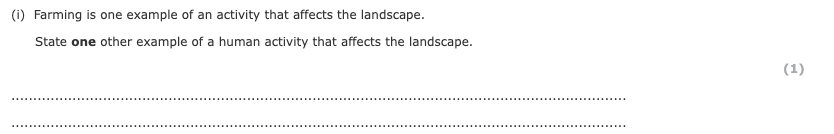 (i) Farming is one example of an activity that affects the landscape.
State one other example of a human activity that affects the landscape.
(1)